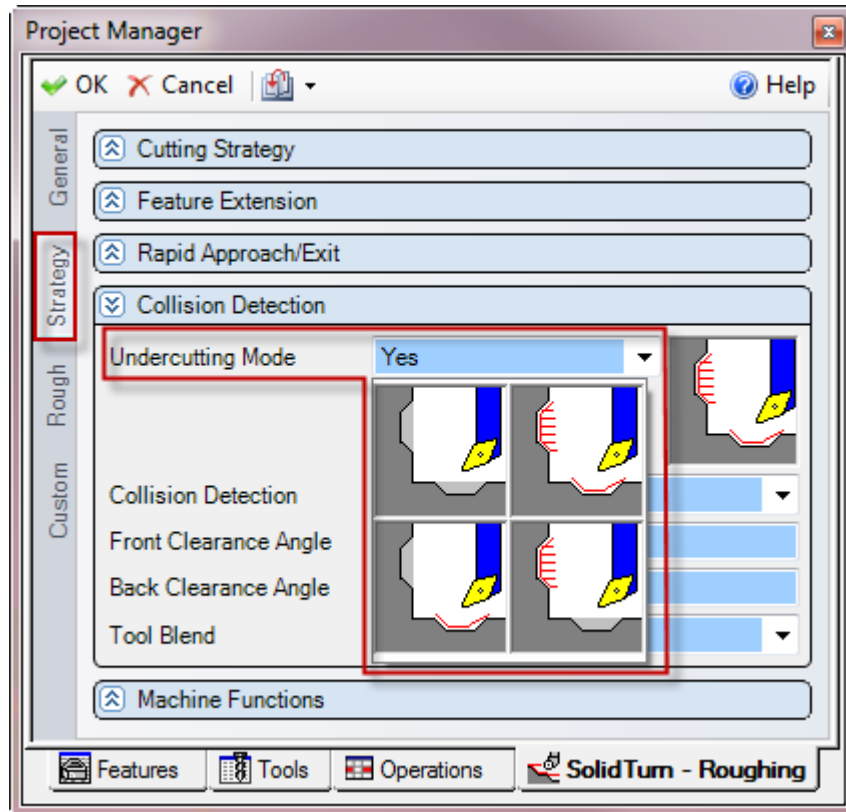 Project Manager
OK Cancel Help
General
Strategy
Rough
Custom
Cutting Strategy
Feature Extension
Rapid Approach/Exit
Collision Detection
Undercutting Mode Yes
Collision Detection
Front Clearance Angle
Back Clearance Angle
Tool Blend
Machine Functions
Features Tools Operations SolidTurn - Roughing